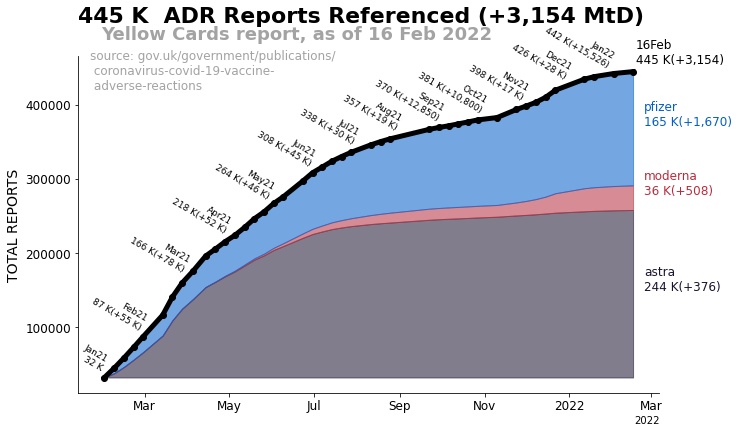 445 K  ADR Reports Referenced (+3,154 MtD)
Yellow Cards report, as of 16 Feb 2022
source: gov.uk/government/publications/
coronavirus-covid-19-vaccine-
adverse-reactions
TOTAL REPORTS
400000
300000
200000
100000
Jan21
32 K
Feb21
87 K(+55 K)
Mar21
166 K(+78 K)
Apr21
218 K(+52 K)
May21
264 K(+46 K)
Jun21
308 K(+45 K)
Jul21
338 K(+30 K)
Aug21
357 K(+19 K)
Sep21
370 K(+12,850)
Oct21
381 K(+10,800)
Nov21
398 K(+17 K)
Dec21
426 K(+28 K)
Jan22
442 K(+15,526)
16Feb
445 K(+3,154)
pfizer
165 K(+1,670)
moderna
36 K(+508)
astra
244 K(+376)
Mar
May
Jul
Sep
Nov
2022
Mar
2022